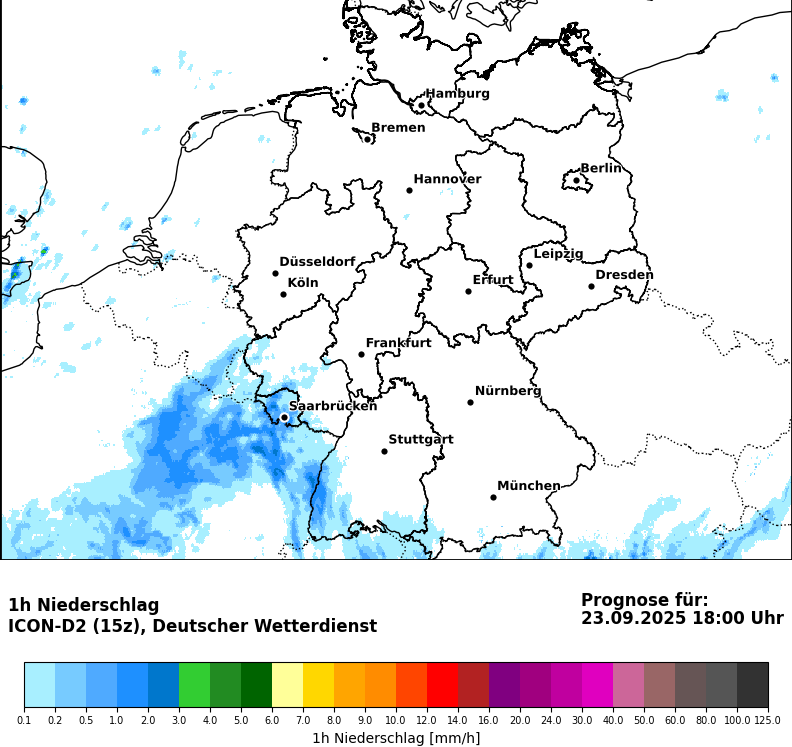 Hamburg
Bremen
Berlin
Hannover
Leipzig
Düsseldorf
Dresden
Köln
Erfurt
Frankfurt
Nürnberg
Saarbrücken
Stuttgart
München
1h Niederschlag
ICON-D2 (15z), Deutscher Wetterdienst
Prognose für:
23.09.2025 18:00 Uhr
0.1 0.2 0.5 1.0 2.0 3.0 4.0 5.0 6.0 7.0 8.0 9.0 10.0 12.0 14.0 16.0 20.0 24.0 30.0 40.0 50.0 60.0 80.0 100.0 125.0
1h Niederschlag [mm/h]